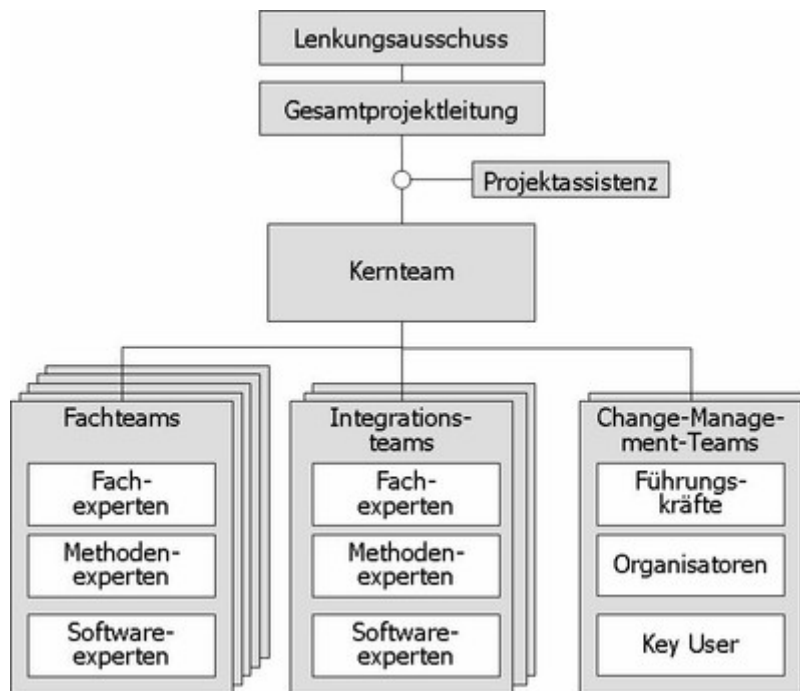 Lenkungsausschuss
Gesamtprojektleitung
Projektassistenz
Kernteam
Fachteams
Fach-
experten
Methoden-
experten
Software-
experten
Integrations-
teams
Fach-
experten
Methoden-
experten
Software-
experten
Change-Manage-
ment-Teams
Führungs-
kräfte
Organisatoren
Key User